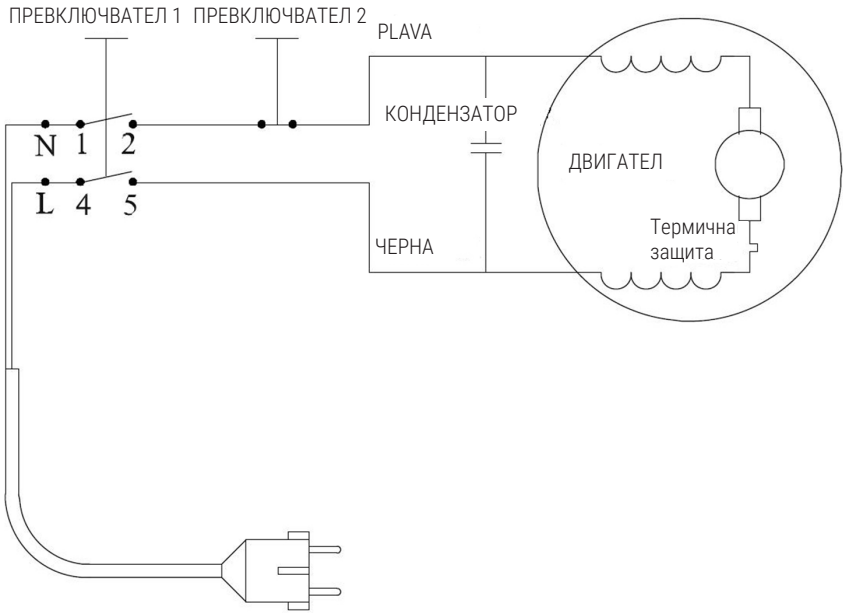 ПРЕВКЛЮЧВАТЕЛ 1 ПРЕВКЛЮЧВАТЕЛ 2
PLAVA
КОНДЕНЗАТОР
N 1 2
ДВИГАТЕЛ
L 4 5
Термична
защита
ЧЕРНА